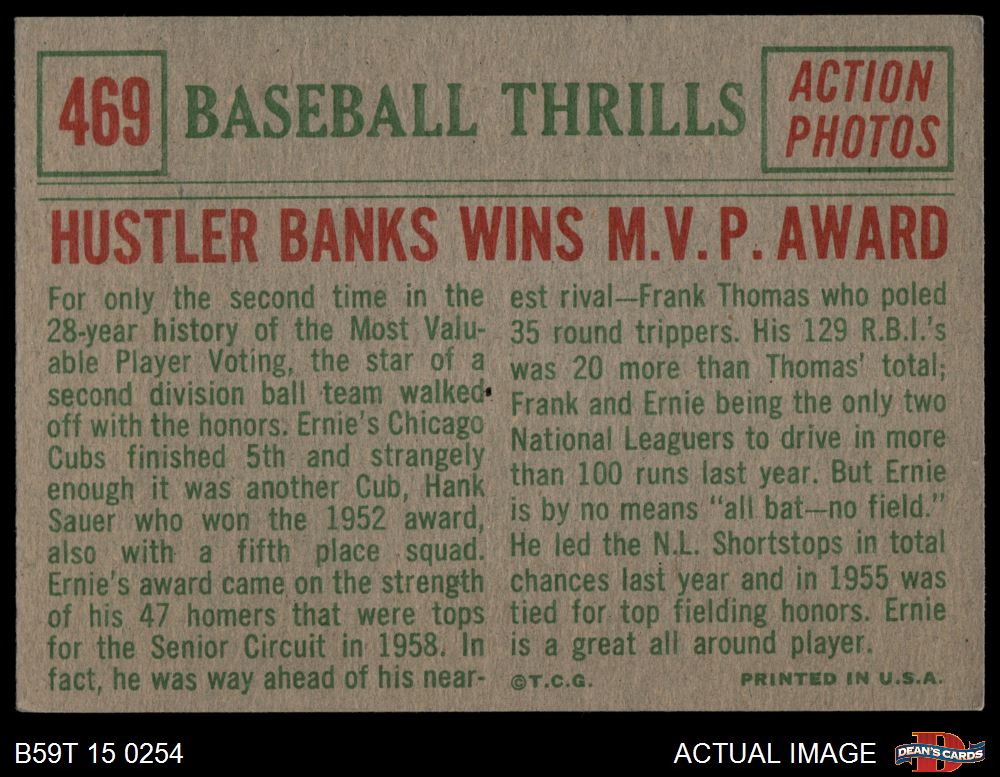 469
BASEBALL THRILLS
ACTION
PHOTOS
HUSTLER BANKS WINS M.V.P. AWARD
For only the second time in the
28-year history of the Most Valu-
able Player Voting, the star of a
second division ball team walked
off with the honors. Ernie's Chicago
Cubs finished 5th and strangely
enough it was another Cub, Hank
Sauer who won the 1952 award,
also with a fifth place squad.
Ernie's award came on the strength
of his 47 homers that were tops
for the Senior Circuit in 1958. In
fact, he was way ahead of his near-
est rival—Frank Thomas who poled
35 round trippers. His 129 R.B.I.'s
was 20 more than Thomas' total;
Frank and Ernie being the only two
National Leaguers to drive in more
than 100 runs last year. But Ernie
is by no means "all bat—no field."
He led the N.L. Shortstops in total
chances last year and in 1955 was
tied for top fielding honors. Ernie
is a great all around player.
©T.C.G.
PRINTED IN U.S.A.
B59T 15 0254
ACTUAL IMAGE
D
DEAN'S CARDS